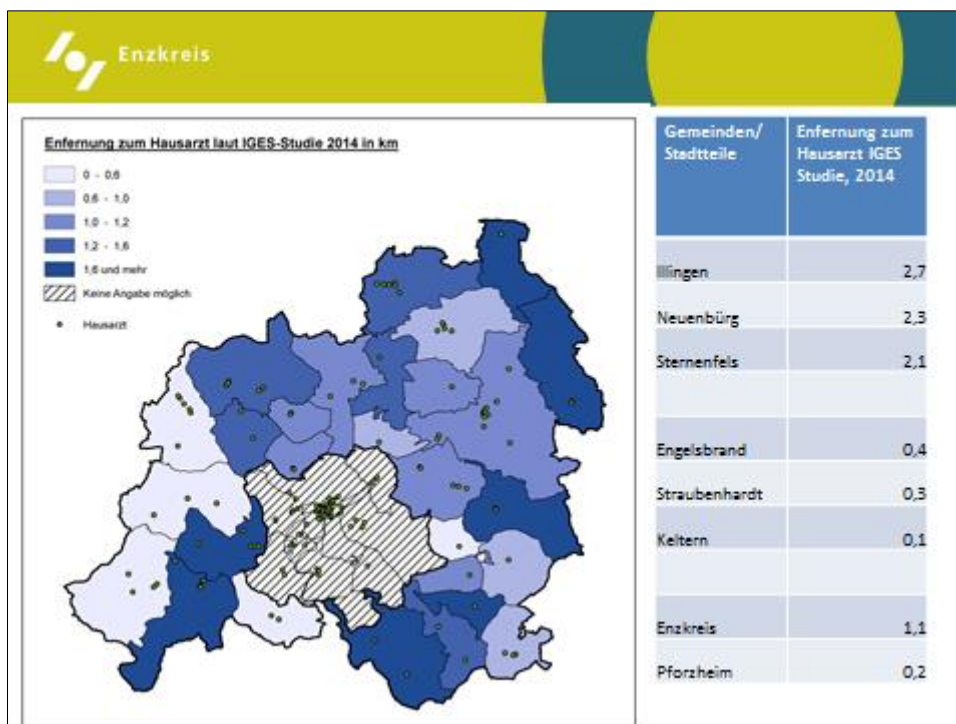 Enzkreis
Enfernung zum Hausarzt laut IGES-Studie 2014 in km
0 - 0,6
0,6 - 1,0
1,0 - 1,2
1,2 - 1,6
1,6 und mehr
Keine Angabe möglich
Hausarzt
Gemeinden/ Enfernung zum
Stadtteile Hausarzt IGES
Studie, 2014
Illingen 2,7
Neuenbürg 2,3
Sternenfels 2,1
Engelsbrand 0,4
Straubenhardt 0,3
Keltern 0,1
Enzkreis 1,1
Pforzheim 0,2